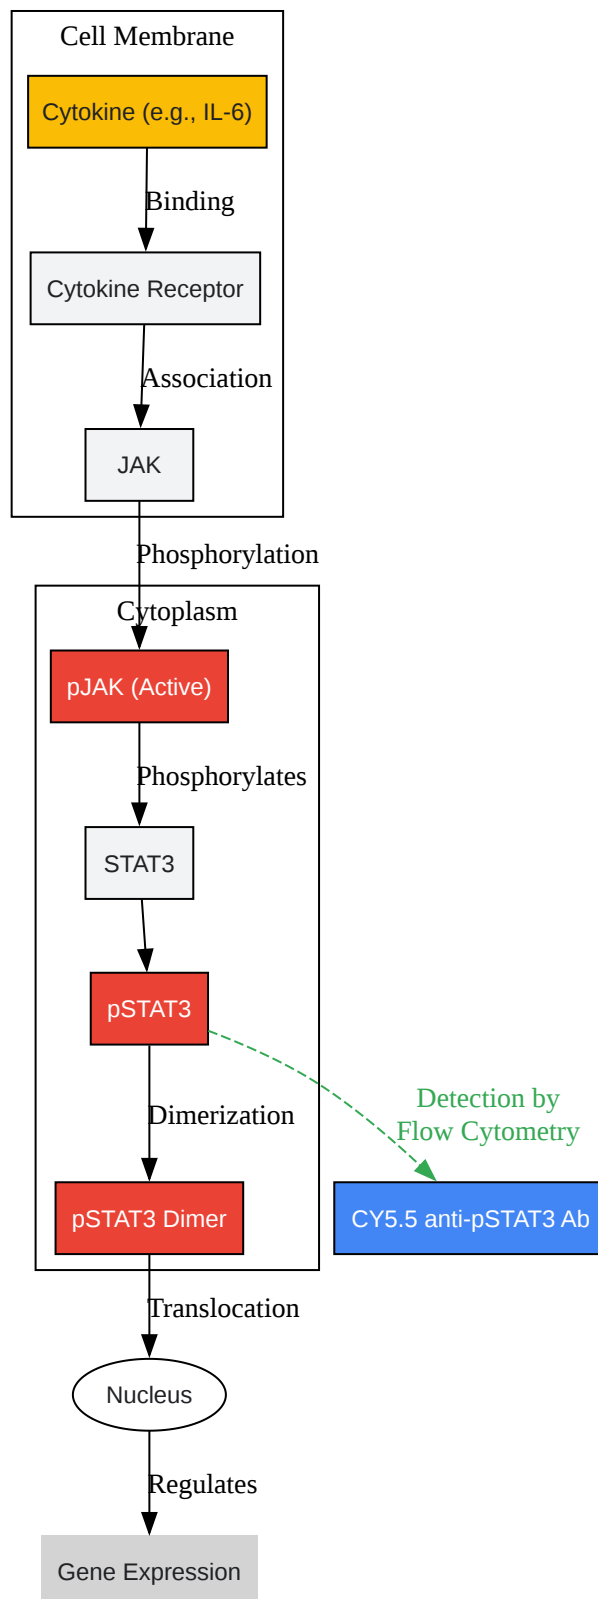 Cell Membrane
Cytokine (e.g., IL-6)
Binding
Cytokine Receptor
Association
JAK
Phosphorylation
Cytoplasm
pJAK (Active)
Phosphorylates
STAT3
pSTAT3
Detection by
Flow Cytometry
Dimerization
pSTAT3 Dimer
CY5.5 anti-pSTAT3 Ab
Translocation
Nucleus
Regulates
Gene Expression